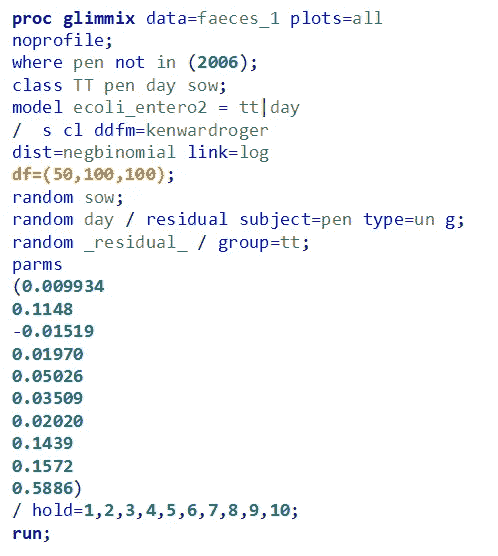 proc glimmix data=faeces_1 plots=all
noprofile;
where pen not in (2006);
class TT pen day sow;
model ecoli_entero2 = tt|day
/ s cl ddfm=kenwardroger
dist=negbinomial link=log
df=(50,100,100);
random sow;
random day / residual subject=pen type=un g;
random _residual_ / group=tt;
parms
(0.009934
0.1148
-0.01519
0.01970
0.05026
0.03509
0.02020
0.1439
0.1572
0.5886)
/ hold=1,2,3,4,5,6,7,8,9,10;
run;